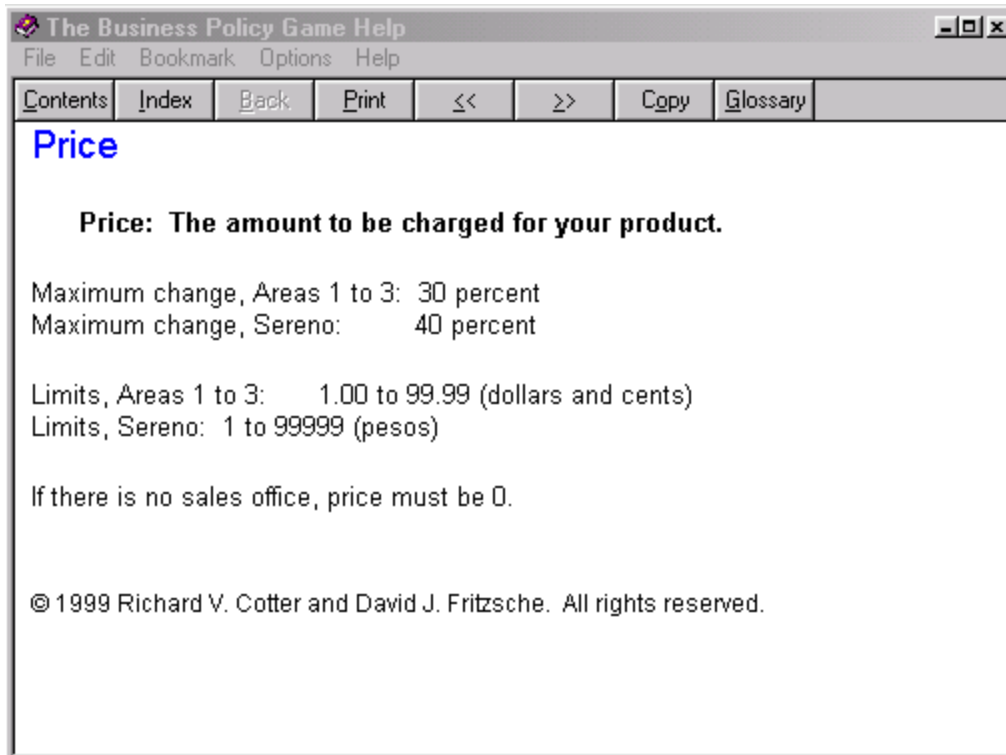 The Business Policy Game Help
File Edit Bookmark Options Help
Contents Index Back Print << >> Copy Glossary
Price
Price: The amount to be charged for your product.
Maximum change, Areas 1 to 3: 30 percent
Maximum change, Sereno: 40 percent
Limits, Areas 1 to 3: 1.00 to 99.99 (dollars and cents)
Limits, Sereno: 1 to 99999 (pesos)
If there is no sales office, price must be 0.
© 1999 Richard V. Cotter and David J. Fritzsche. All rights reserved.